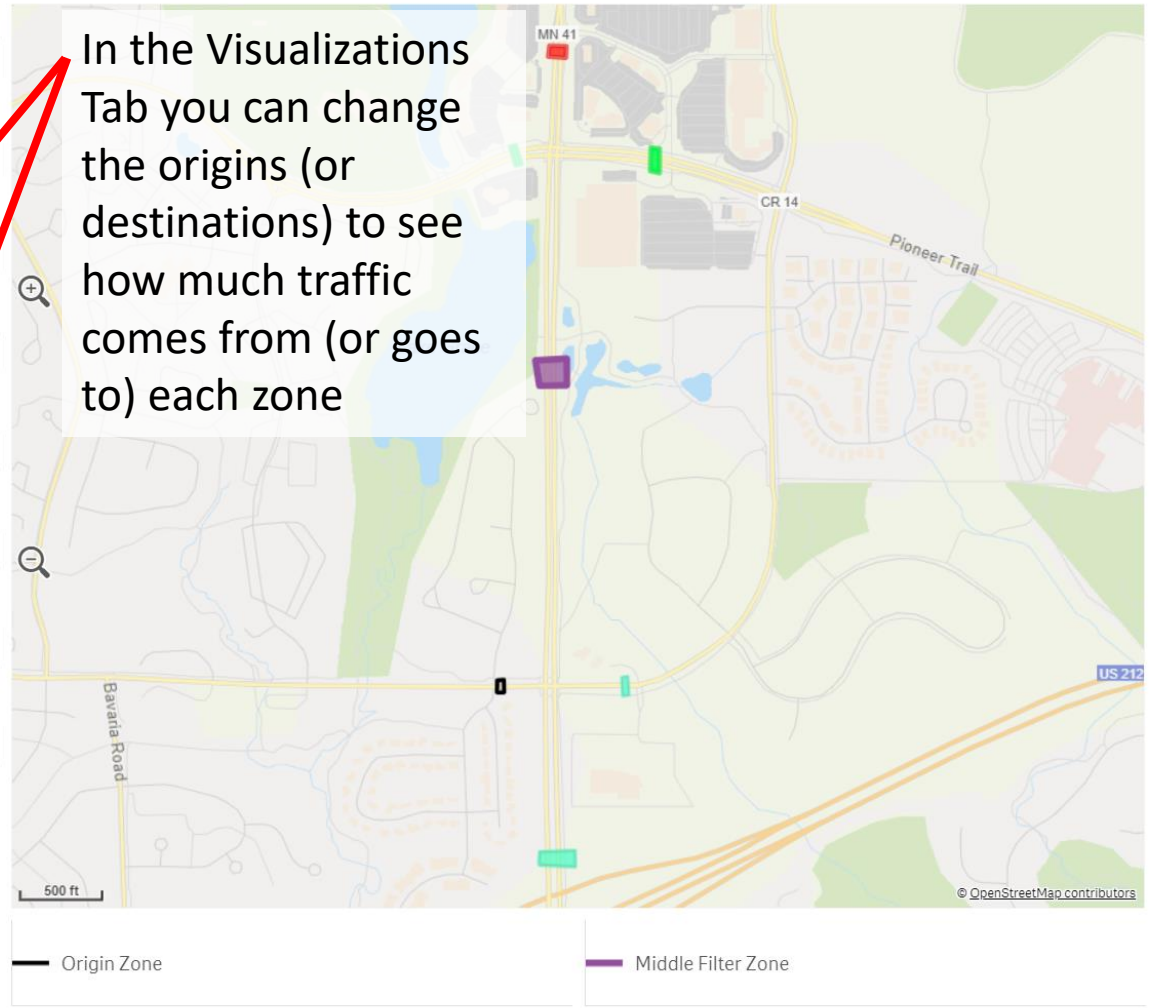 In the Visualizations
Tab you can change
the origins (or
destinations) to see
how much traffic
comes from (or goes
to) each zone
MN 41
CR 14
Pioneer Trail
US 212
Bavaria Road
500 ft
© OpenStreetMap contributors
Origin Zone
Middle Filter Zone